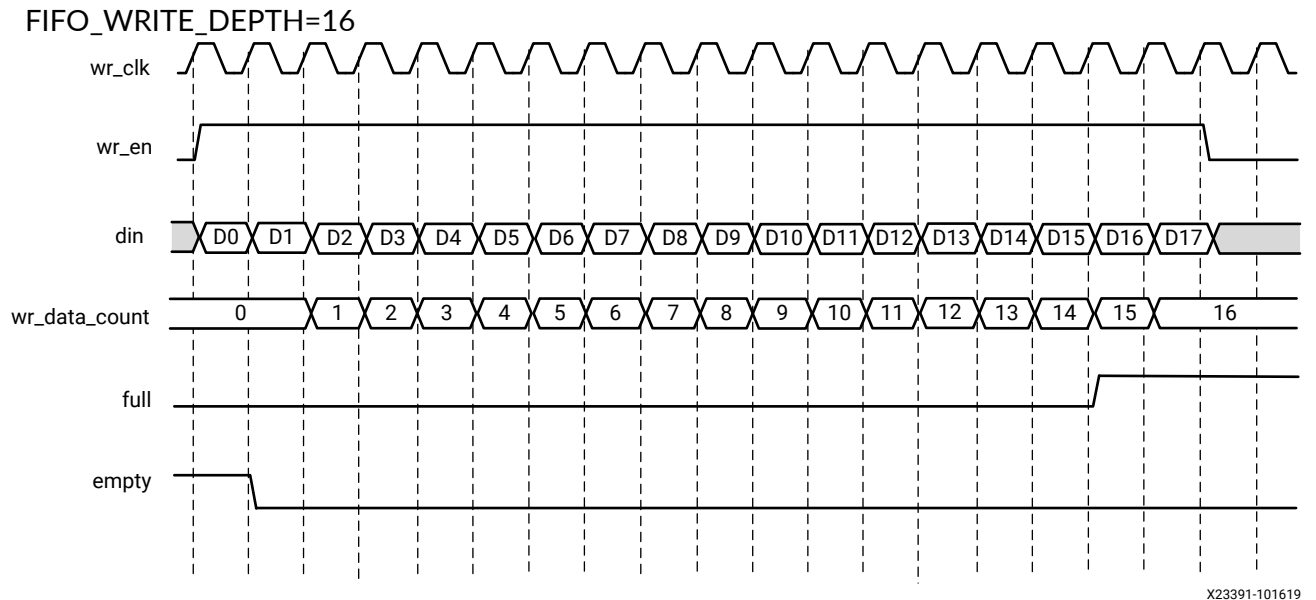 FIFO_WRITE_DEPTH=16
wr_clk
wr_en
din D0 D1 D2 D3 D4 D5 D6 D7 D8 D9 D10 D11 D12 D13 D14 D15 D16 D17
wr_data_count 0 1 2 3 4 5 6 7 8 9 10 11 12 13 14 15 16
full
empty
X23391-101619